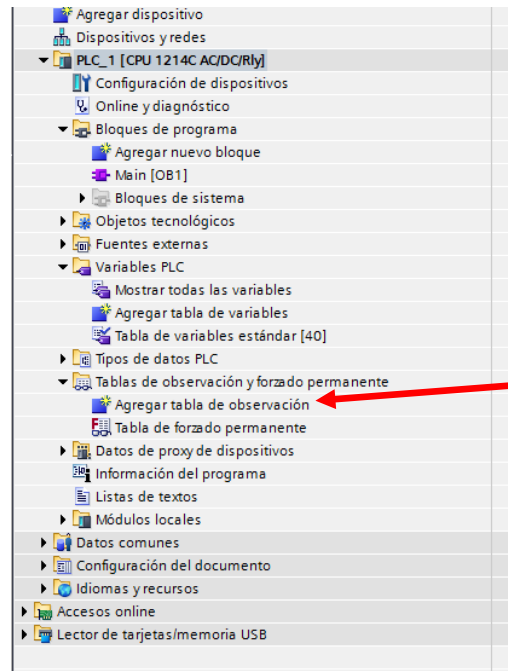 Agregar dispositivo
Dispositivos y redes
PLC_1 [CPU 1214C AC/DC/Rly]
Configuración de dispositivos
Online y diagnóstico
Bloques de programa
Agregar nuevo bloque
Main [OB1]
Bloques de sistema
Objetos tecnológicos
Fuentes externas
Variables PLC
Mostrar todas las variables
Agregar tabla de variables
Tabla de variables estándar [40]
Tipos de datos PLC
Tablas de observación y forzado permanente
Agregar tabla de observación
Tabla de forzado permanente
Datos de proxy de dispositivos
Información del programa
Listas de textos
Módulos locales
Datos comunes
Configuración del documento
Idiomas y recursos
Accesos online
Lector de tarjetas/memoria USB